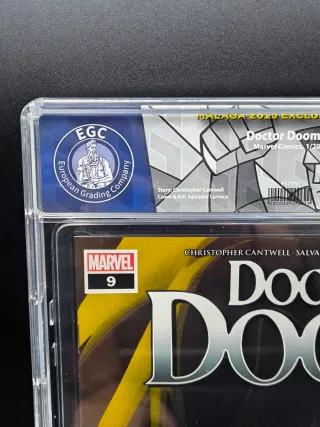 MALAGA 2025 EXCLU
EGC
European Grading Company
Doctor Doom
Marvel Comics, 1/20
Story: Christopher Cantwell
Cover & Art: Salvador Larroca
MARVEL
9
CHRISTOPHER CANTWELL · SALVA
DOC
DOO